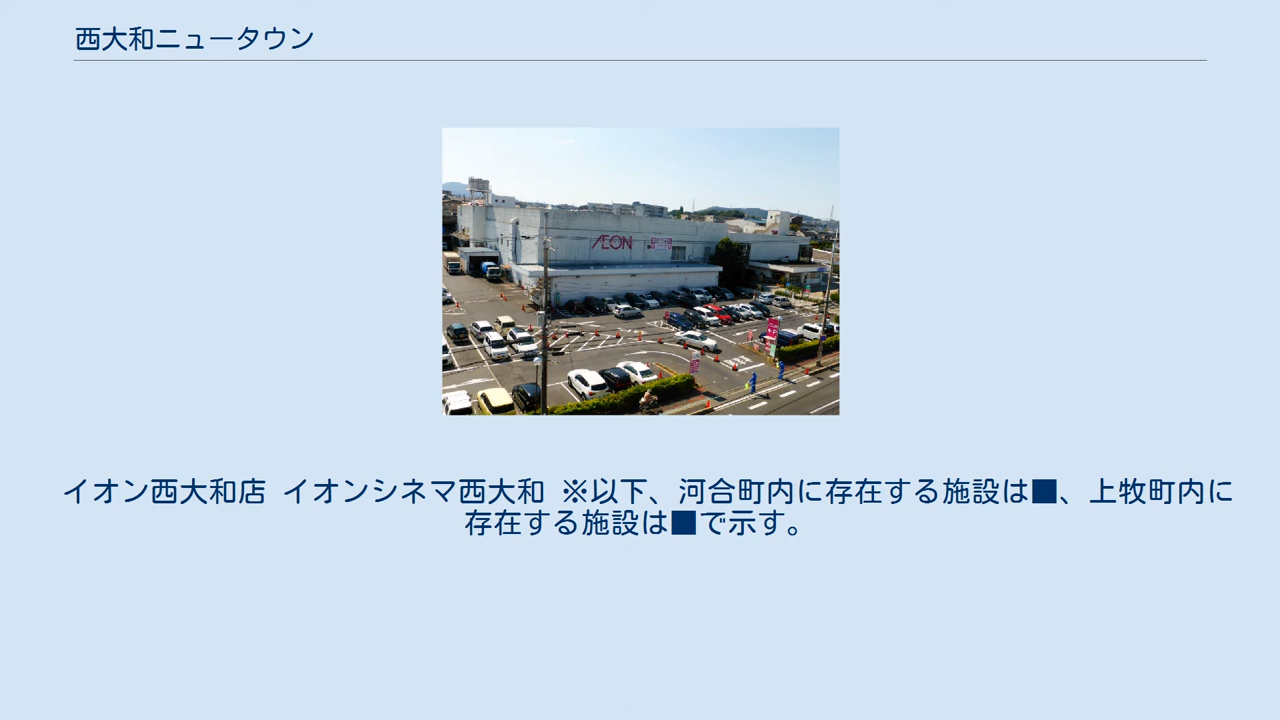 西大和ニュータウン
ÆON
イオン西大和店 イオンシネマ西大和 ※以下、河合町内に存在する施設は■、上牧町内に
存在する施設は■で示す。